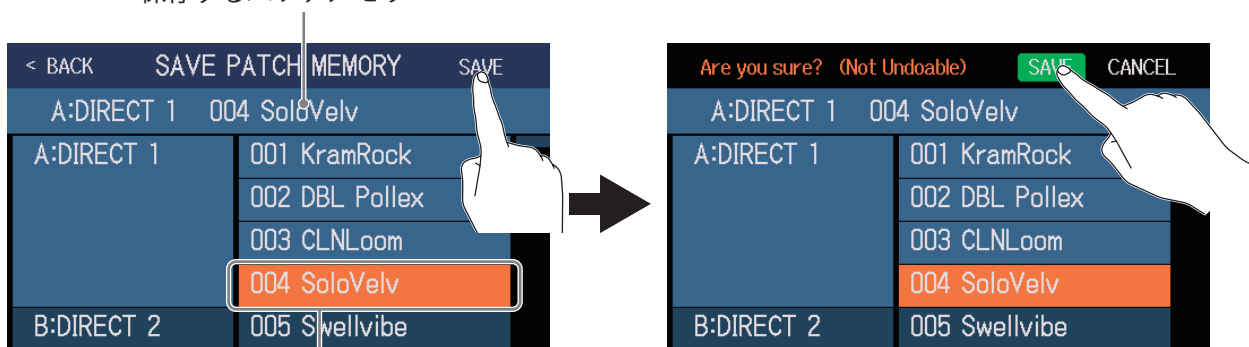 < BACK SAVE PATCH MEMORY SAVE
A:DIRECT 1 004 SoloVelv
A:DIRECT 1 001 KramRock
002 DBL Pollex
003 CLNLoom
004 SoloVelv
B:DIRECT 2 005 Swellvibe
Are you sure? (Not Undoable) SAVE CANCEL
A:DIRECT 1 004 SoloVelv
A:DIRECT 1 001 KramRock
002 DBL Pollex
003 CLNLoom
004 SoloVelv
B:DIRECT 2 005 Swellvibe